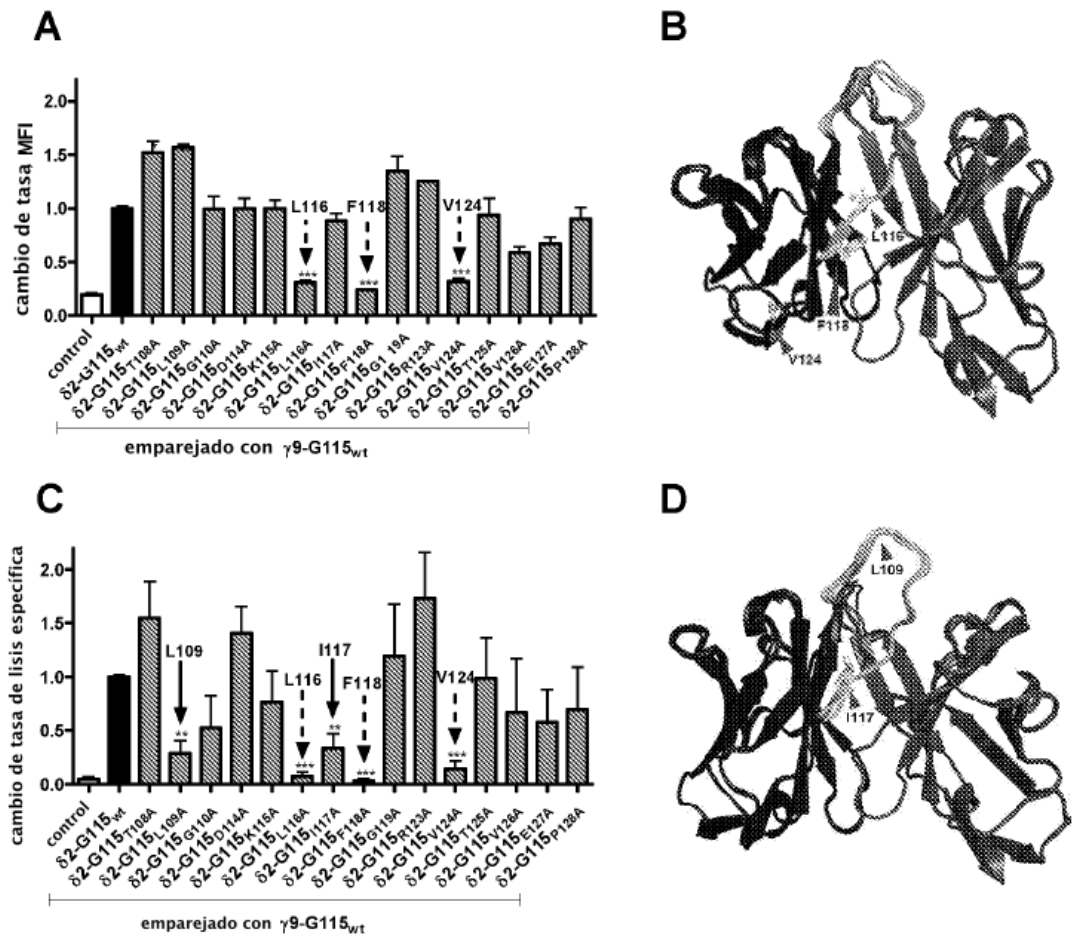 A
cambio de tasa MFI
2.0
1.5
1.0
0.5
0.0
L116
F118
V124
***
***
***
control
δ2-G115wt
δ2-G115T108A
δ2-G115L109A
δ2-G115G110A
δ2-G115D114A
δ2-G115K115A
δ2-G115L116A
δ2-G115I117A
δ2-G115F118A
δ2-G115G1 19A
δ2-G115R123A
δ2-G115V124A
δ2-G115T125A
δ2-G115V126A
δ2-G115E127A
δ2-G115P128A
emparejado con γ9-G115wt
B
L116
F118
V124
C
cambio de tasa de lisis específica
2.0
1.5
1.0
0.5
0.0
L109
L116
I117
F118
V124
**
***
**
***
***
control
δ2-G115wt
δ2-G115T108A
δ2-G115L109A
δ2-G115G110A
δ2-G115D114A
δ2-G115K115A
δ2-G115L116A
δ2-G115I117A
δ2-G115F118A
δ2-G115G119A
δ2-G115R123A
δ2-G115V124A
δ2-G115T125A
δ2-G115V126A
δ2-G115E127A
δ2-G115P128A
emparejado con γ9-G115wt
D
L109
I117